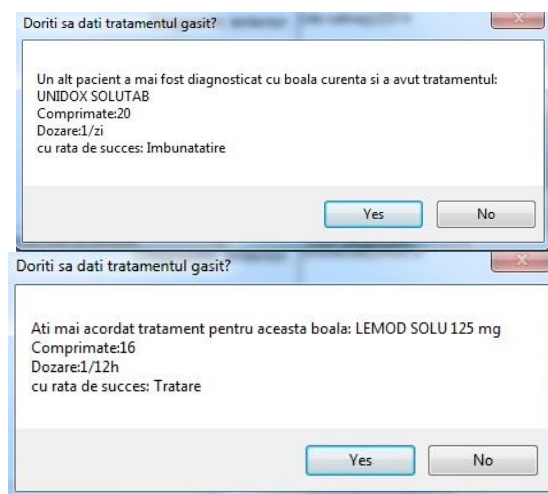 Doriti sa dati tratamentul gasit?
Un alt pacient a mai fost diagnosticat cu boala curenta si a avut tratamentul:
UNIDOX SOLUTAB
Comprimate:20
Dozare:1/zi
cu rata de succes: Imbunatatire
Yes No
Doriti sa dati tratamentul gasit?
Ati mai acordat tratament pentru aceasta boala: LEMOD SOLU 125 mg
Comprimate:16
Dozare:1/12h
cu rata de succes: Tratare
Yes No